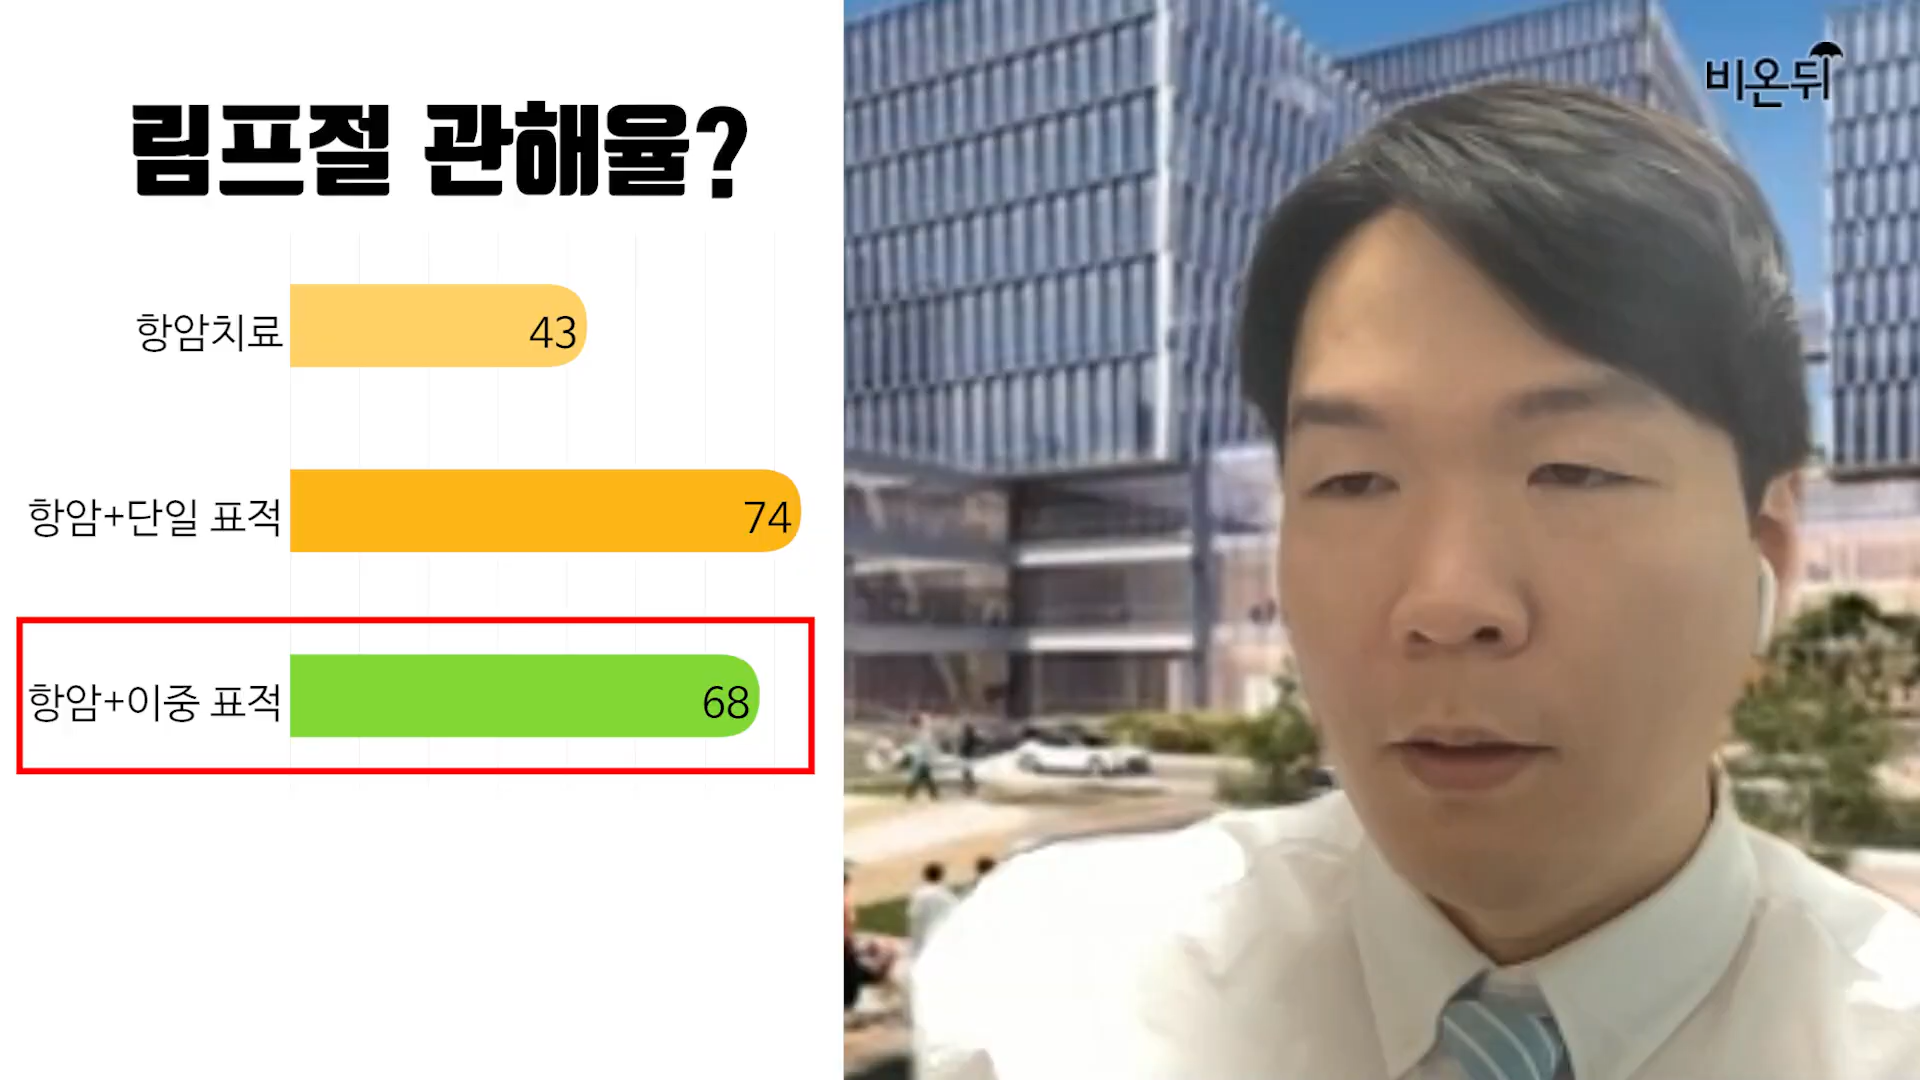 림프절 관해율?
항암치료 43
항암+단일 표적 74
항암+이중 표적 68
비온뒤